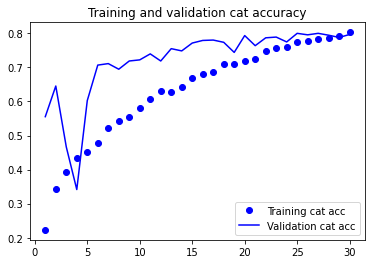 Training and validation cat accuracy
0.8
0.7
0.6
0.5
0.4
0.3
0.2
Training cat acc
Validation cat acc
0 5 10 15 20 25 30